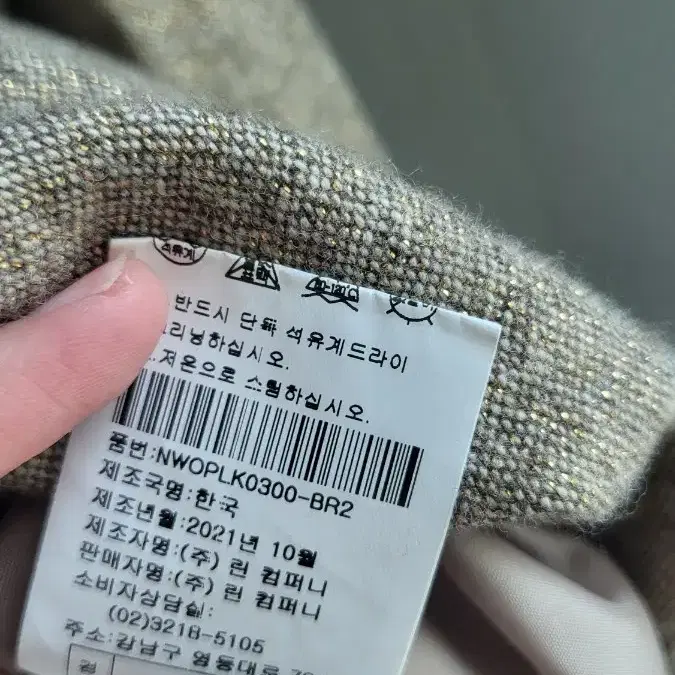 석유계
80-120℃
반드시 단독 석유계드라이
크리닝하십시오.
저온으로 스팀하십시오.
품번:NWOPLK0300-BR2
제조국명:한국
제조년월:2021년 10월
제조자명:(주) 린 컴퍼니
판매자명:(주) 린 컴퍼니
소비자상담실:
(02)3218-5105
주소:강남구 영동대로
겉